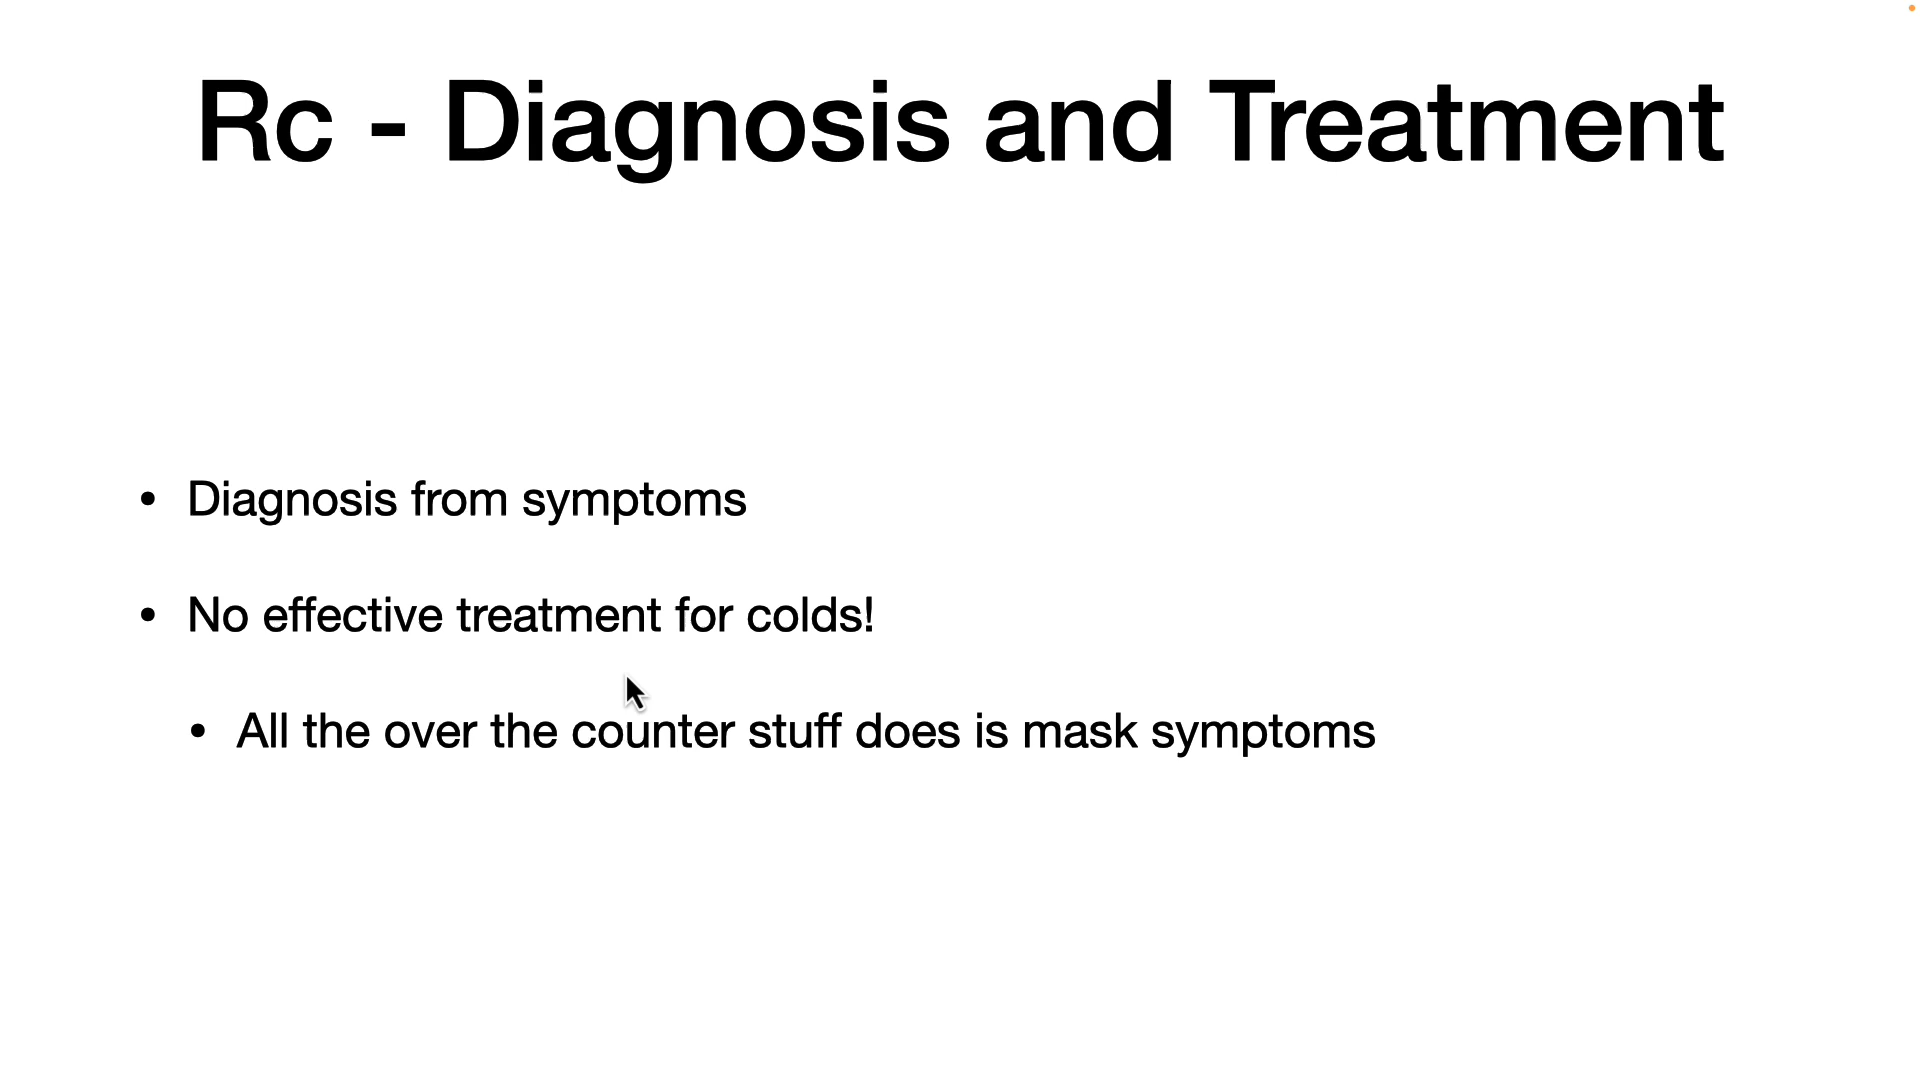 Rc - Diagnosis and Treatment
• Diagnosis from symptoms
• No effective treatment for colds!
• All the over the counter stuff does is mask symptoms